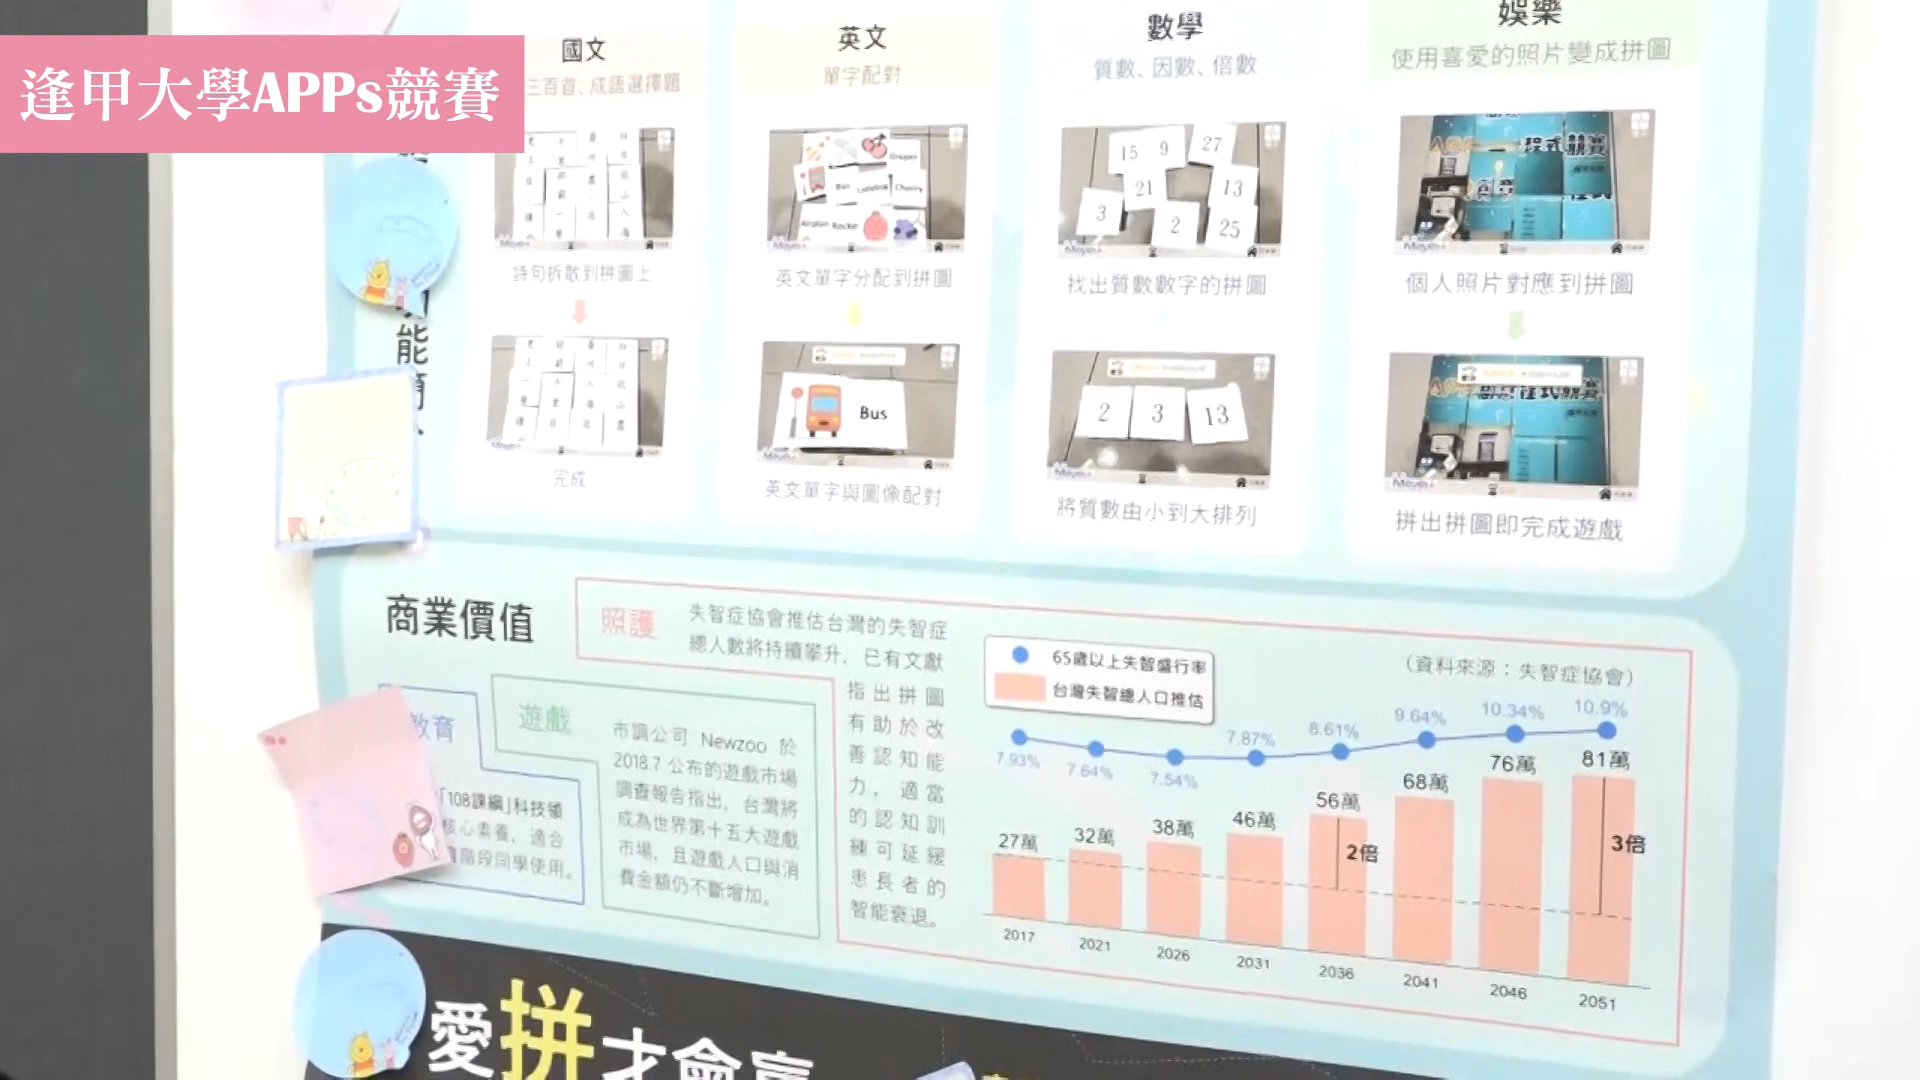 逢甲大學APPs競賽
國文
三百首、成語選擇題
詩句拆散到拼圖上
完成
英文
單字配對
Grapes
Bus
Cherry
Rocket
英文單字分配到拼圖
Bus
英文單字與圖像配對
數學
質數、因數、倍數
15
9
27
21
13
3
2
25
找出質數數字的拼圖
2
3
13
將質數由小到大排列
娛樂
使用喜愛的照片變成拼圖
程式競賽
個人照片對應到拼圖
程式競賽
拼出拼圖即完成遊戲
能
商業價值
教育
「108課綱」科技領
核心素養，適合
階段同學使用。
遊戲
市調公司 Newzoo 於
2018.7 公布的遊戲市場
調查報告指出，台灣將
成為世界第十五大遊戲
市場，且遊戲人口與消
費金額仍不斷增加。
照護
失智症協會推估台灣的失智症
總人數將持續攀升，已有文獻
指出拼圖
有助於改
善認知能
力，適當
的認知訓
練可延緩
患長者的
智能衰退。
65歲以上失智盛行率
台灣失智總人口推估
（資料來源：失智症協會）
7.93%
7.64%
7.54%
7.87%
8.61%
9.64%
10.34%
10.9%
27萬
32萬
38萬
46萬
56萬
68萬
76萬
81萬
2倍
3倍
2017
2021
2026
2031
2036
2041
2046
2051
愛拼才會贏